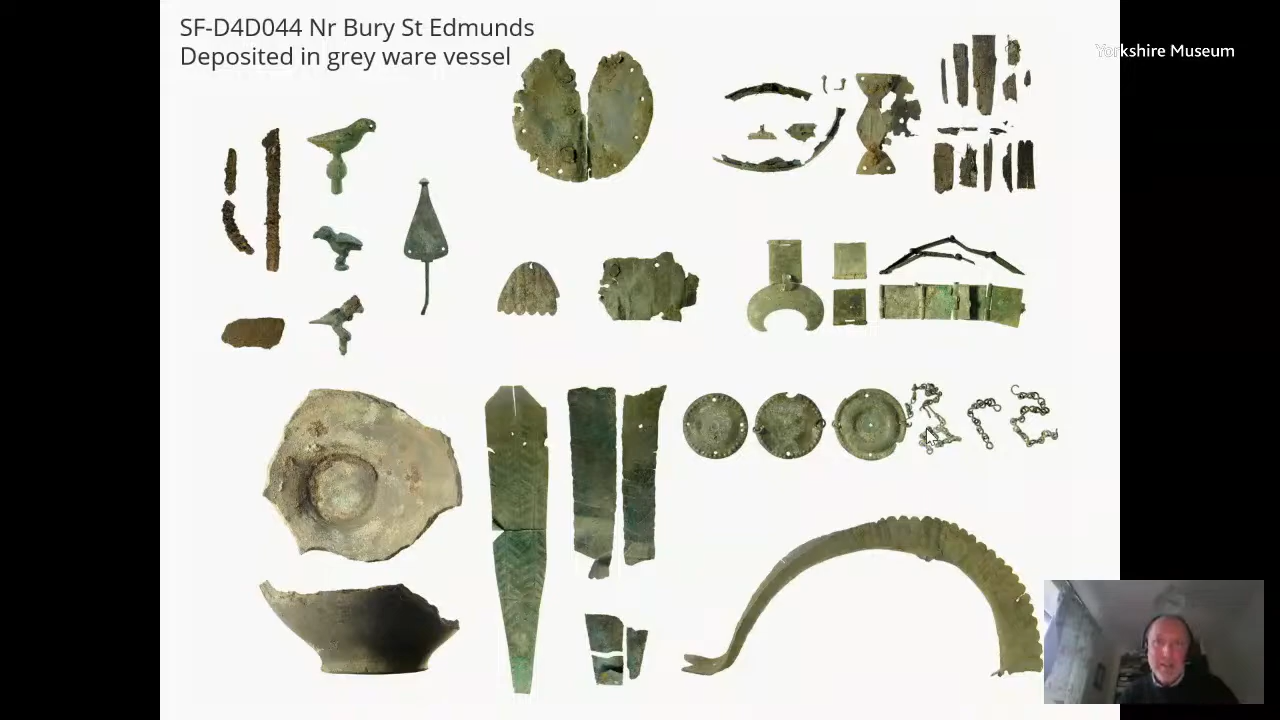 SF-D4D044 Nr Bury St Edmunds
Deposited in grey ware vessel
Yorkshire Museum